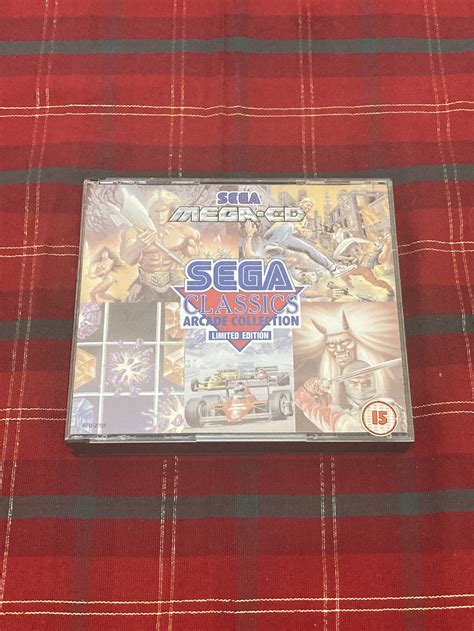 SEGA
MEGA-CD
SEGA
CLASSICS
ARCADE COLLECTION
LIMITED EDITION
15